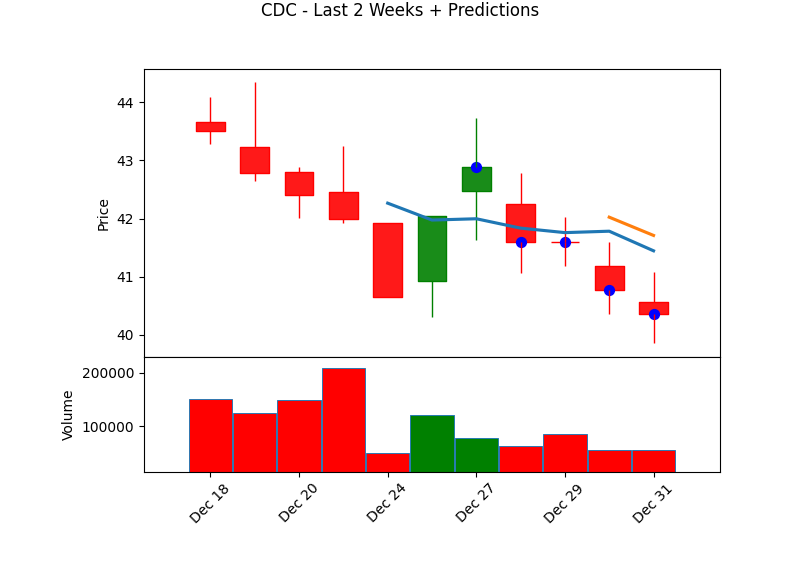 CDC - Last 2 Weeks + Predictions
44
43
42
41
40
Price
200000
100000
Volume
Dec 18
Dec 20
Dec 24
Dec 27
Dec 29
Dec 31